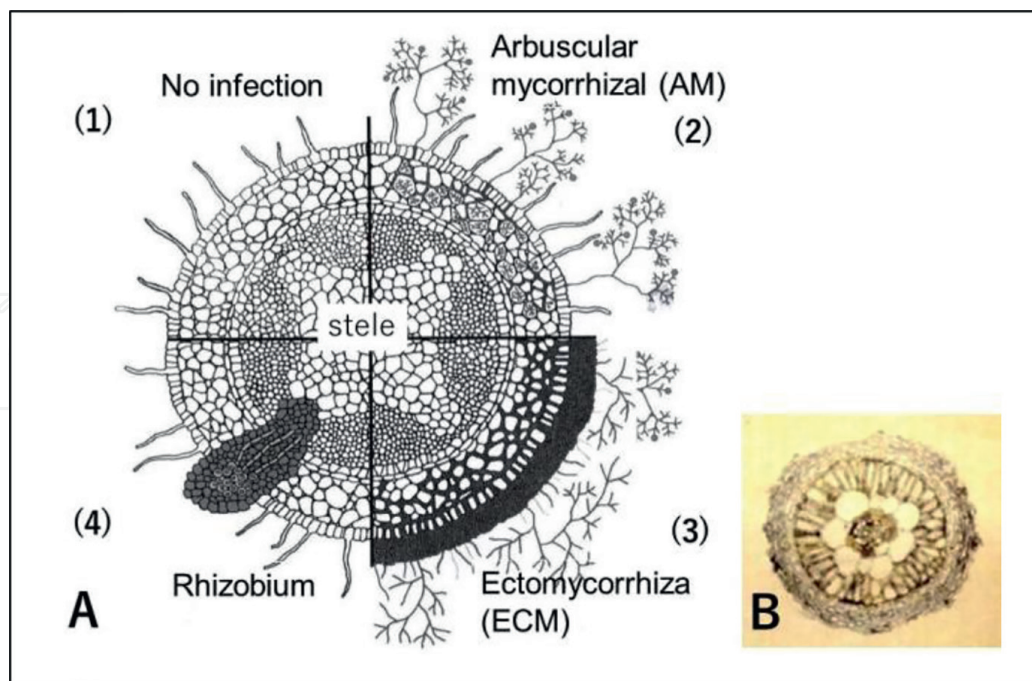 No infection
(1)
Arbuscular
mycorrhizal (AM)
(2)
stele
(3)
(4)
Rhizobium
Ectomycorrhiza
(ECM)
A
B